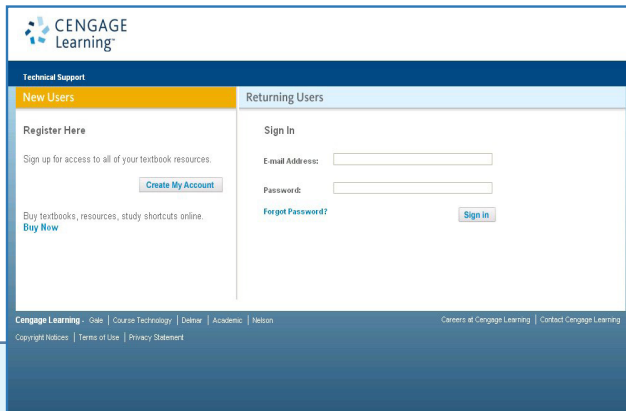 CENGAGE
Learning™
Technical Support
New Users
Register Here
Sign up for access to all of your textbook resources.
Create My Account
Buy textbooks, resources, study shortcuts online.
Buy Now
Returning Users
Sign In
E-mail Address:
Password:
Forgot Password?
Sign in
Cengage Learning - Gale | Course Technology | Delmar | Academic | Nelson
Careers at Cengage Learning | Contact Cengage Learning
Copyright Notices | Terms of Use | Privacy Statement